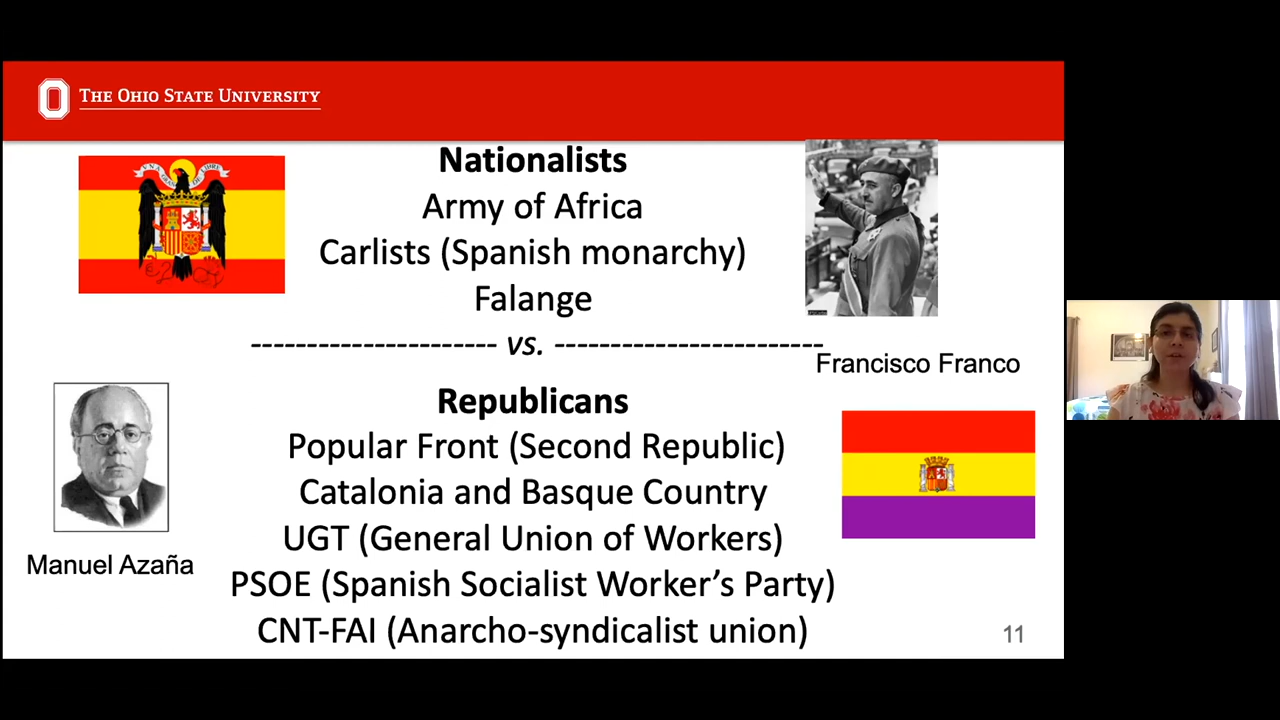 THE OHIO STATE UNIVERSITY
Nationalists
Army of Africa
Carlists (Spanish monarchy)
Falange
---------------------- vs. ------------------------
Francisco Franco
Republicans
Popular Front (Second Republic)
Catalonia and Basque Country
UGT (General Union of Workers)
Manuel Azaña
PSOE (Spanish Socialist Worker's Party)
CNT-FAI (Anarcho-syndicalist union)
11